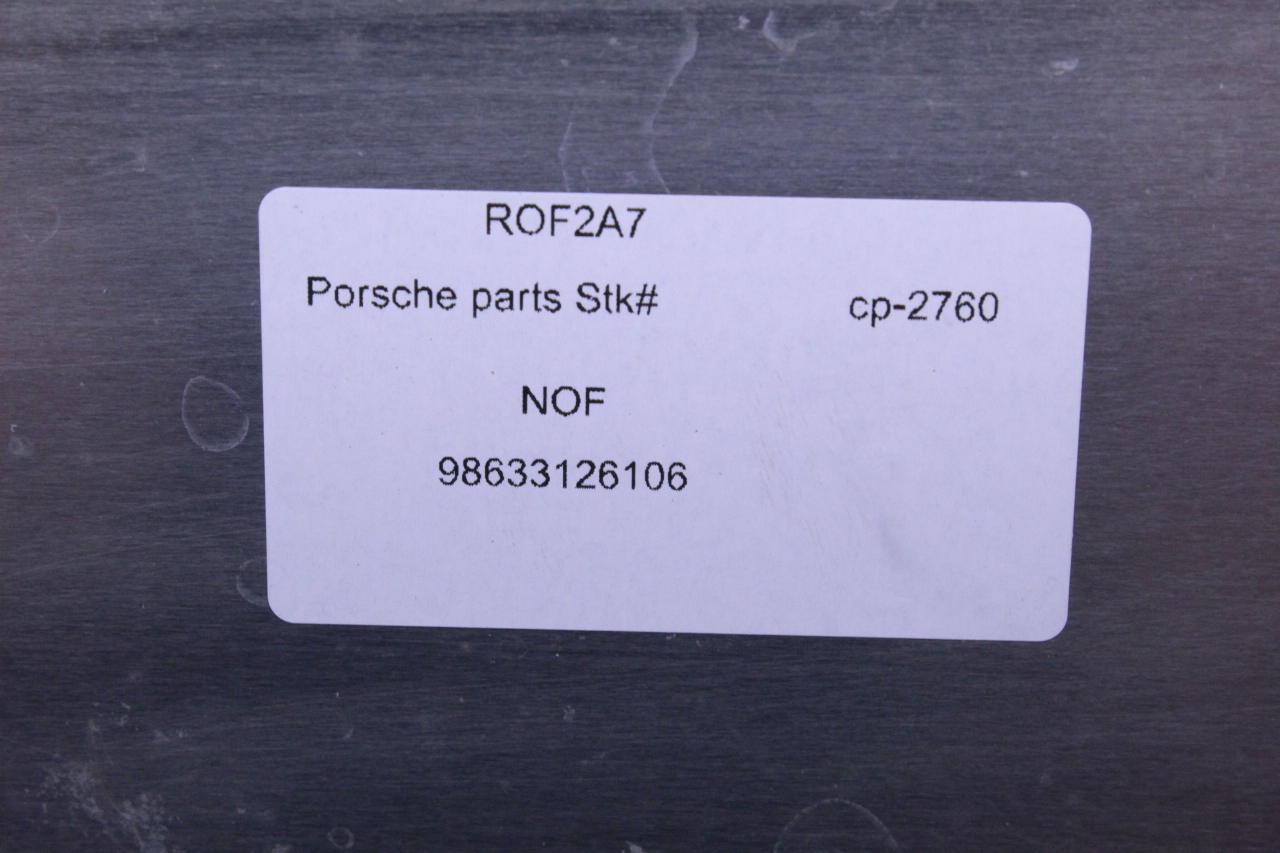 ROF2A7
Porsche parts Stk# cp-2760
NOF
98633126106